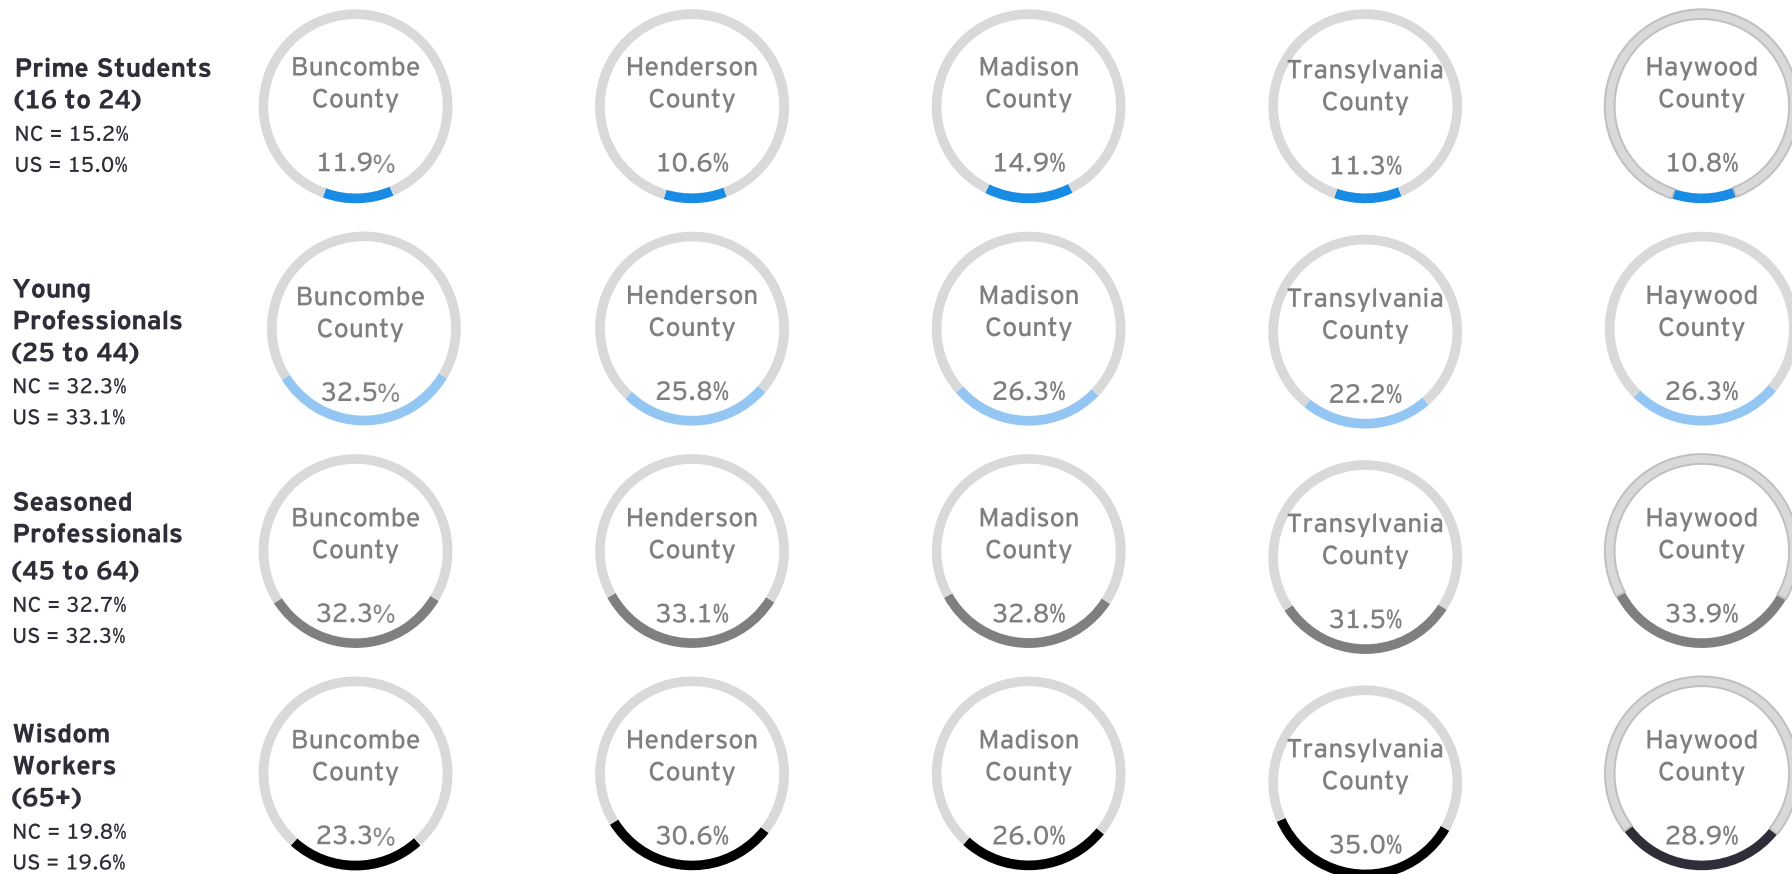 Prime Students
(16 to 24)
NC = 15.2%
US = 15.0%
Buncombe
County
11.9%
Henderson
County
10.6%
Madison
County
14.9%
Transylvania
County
11.3%
Haywood
County
10.8%
Young
Professionals
(25 to 44)
NC = 32.3%
US = 33.1%
Buncombe
County
32.5%
Henderson
County
25.8%
Madison
County
26.3%
Transylvania
County
22.2%
Haywood
County
26.3%
Seasoned
Professionals
(45 to 64)
NC = 32.7%
US = 32.3%
Buncombe
County
32.3%
Henderson
County
33.1%
Madison
County
32.8%
Transylvania
County
31.5%
Haywood
County
33.9%
Wisdom
Workers
(65+)
NC = 19.8%
US = 19.6%
Buncombe
County
23.3%
Henderson
County
30.6%
Madison
County
26.0%
Transylvania
County
35.0%
Haywood
County
28.9%